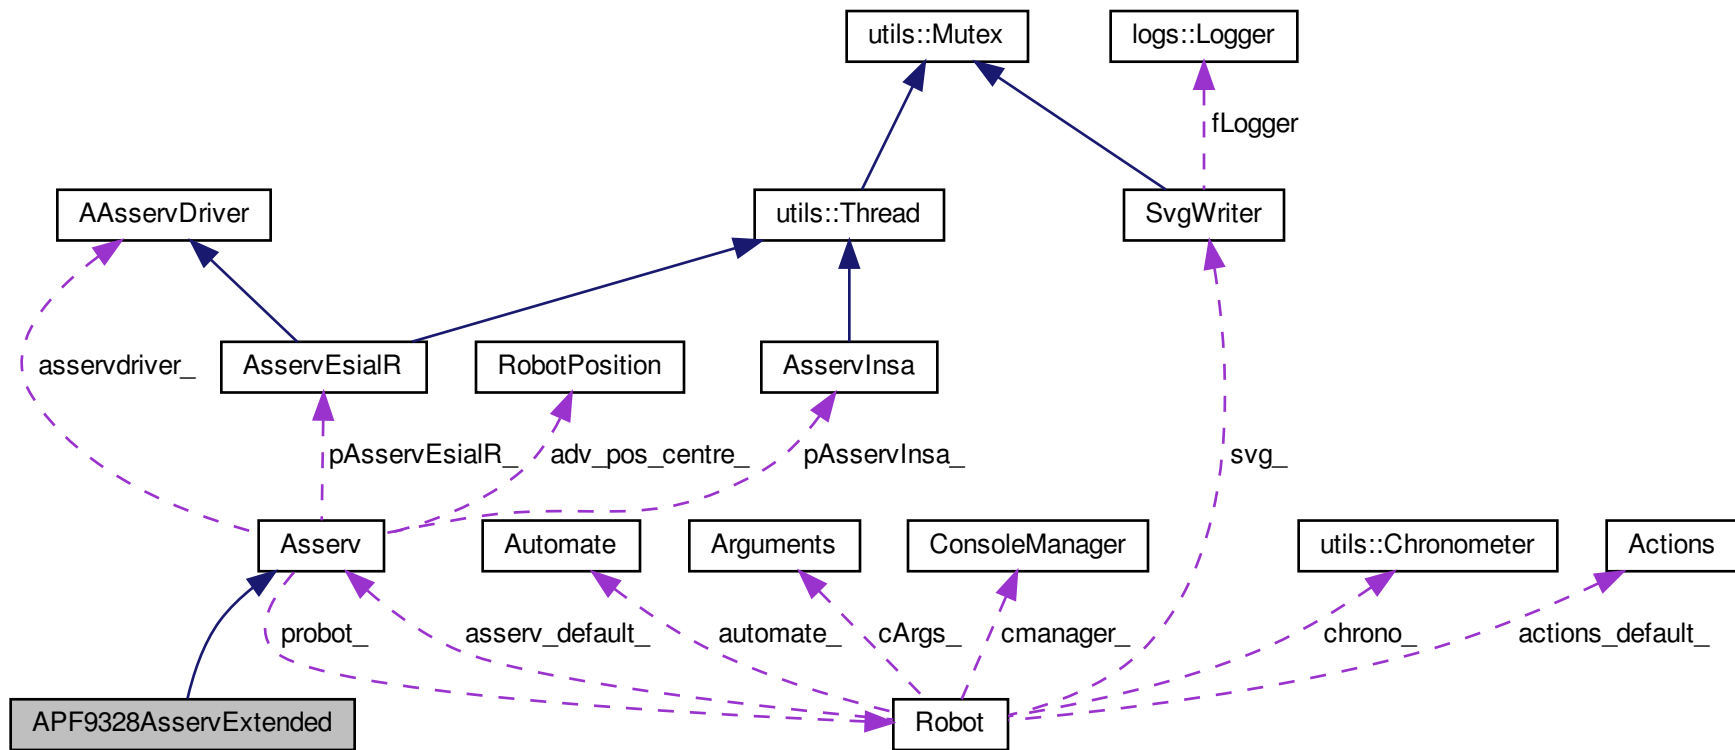 utils::Mutex
logs::Logger
fLogger
AAsservDriver
utils::Thread
SvgWriter
asservdriver_
AsservEsialR
RobotPosition
AsservInsa
pAsservEsialR_
adv_pos_centre_
pAsservInsa_
svg_
Asserv
Automate
Arguments
ConsoleManager
utils::Chronometer
Actions
probot_
asserv_default_
automate_
cArgs_
cmanager_
chrono_
actions_default_
APF9328AsservExtended
Robot